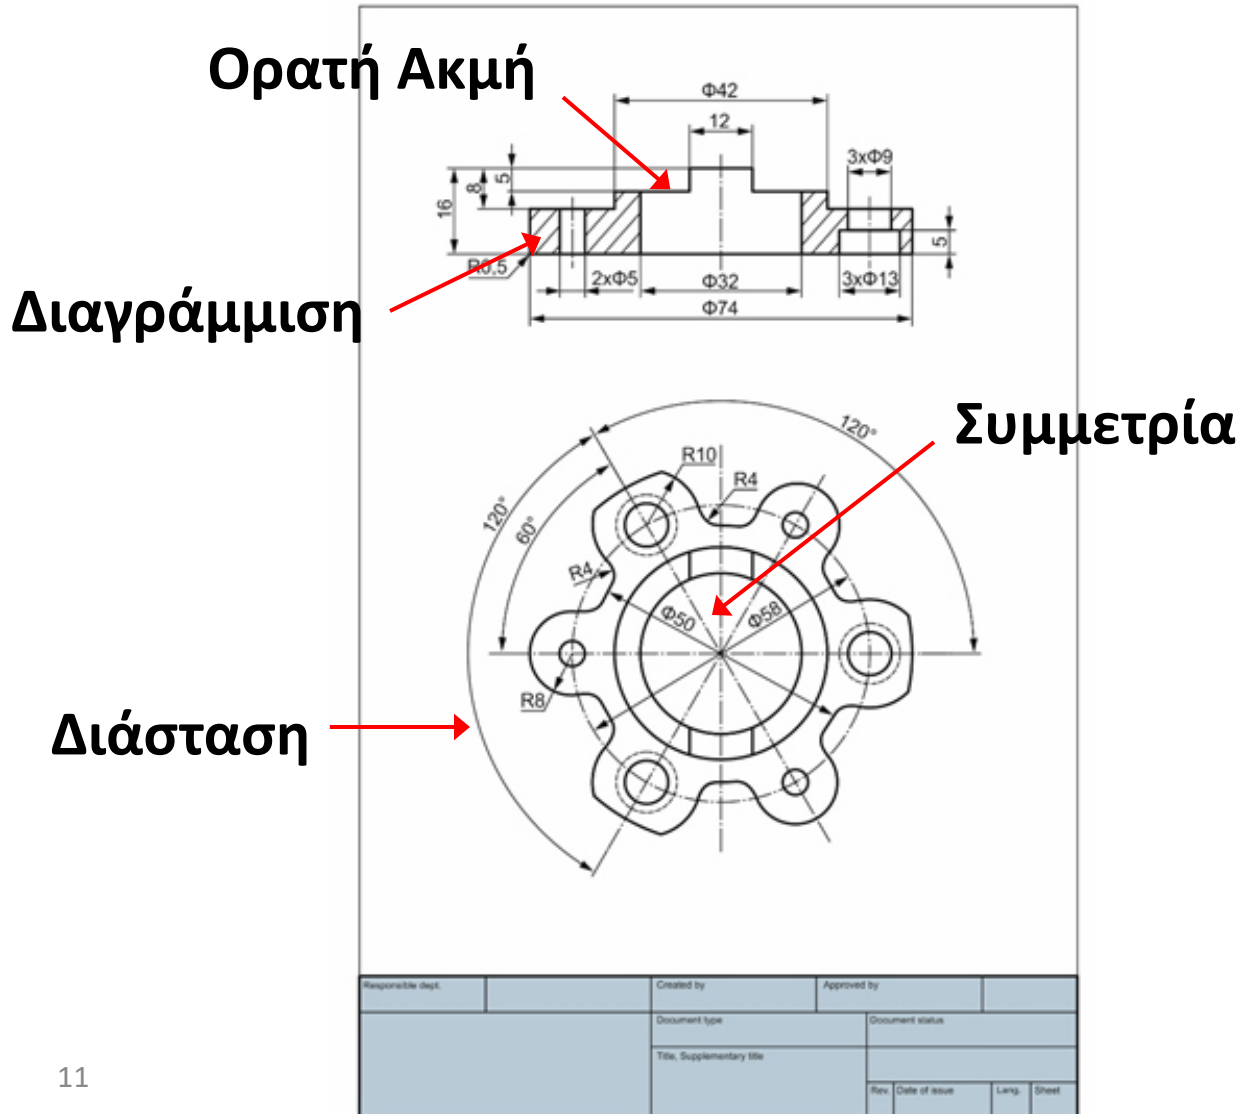 Ορατή Ακμή
Φ42
12
3xΦ9
5
8
16
5
R0,5
2xΦ5
Φ32
3xΦ13
Φ74
Διαγράμμιση
Συμμετρία
120°
R10
R4
120°
60°
R4
Φ50
Φ58
R8
Διάσταση
Responsible dept.
Created by
Approved by
Document type
Document status
Title, Supplementary title
Rev.
Date of issue
Lang.
Sheet
11